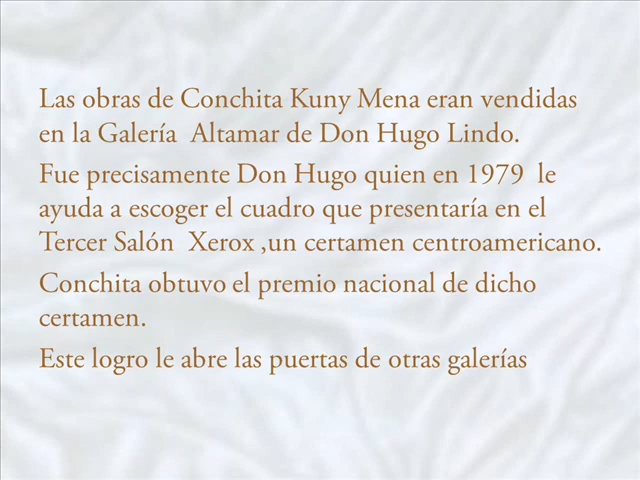 Las obras de Conchita Kuny Mena eran vendidas
en la Galería  Altamar de Don Hugo Lindo.
Fue precisamente Don Hugo quien en 1979  le
ayuda a escoger el cuadro que presentaría en el
Tercer Salón  Xerox ,un certamen centroamericano.
Conchita obtuvo el premio nacional de dicho
certamen.
Este logro le abre las puertas de otras galerías